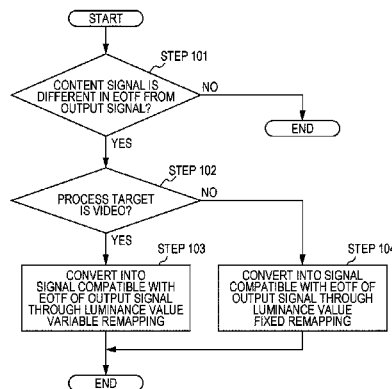 START
STEP 101
CONTENT SIGNAL IS
DIFFERENT IN EOTF FROM
OUTPUT SIGNAL?
NO
END
YES
STEP 102
PROCESS TARGET
IS VIDEO?
NO
YES
STEP 103
CONVERT INTO
SIGNAL COMPATIBLE WITH
EOTF OF OUTPUT SIGNAL
THROUGH LUMINANCE VALUE
VARIABLE REMAPPING
STEP 104
CONVERT INTO SIGNAL
COMPATIBLE WITH EOTF OF
OUTPUT SIGNAL THROUGH
LUMINANCE VALUE
FIXED REMAPPING
END